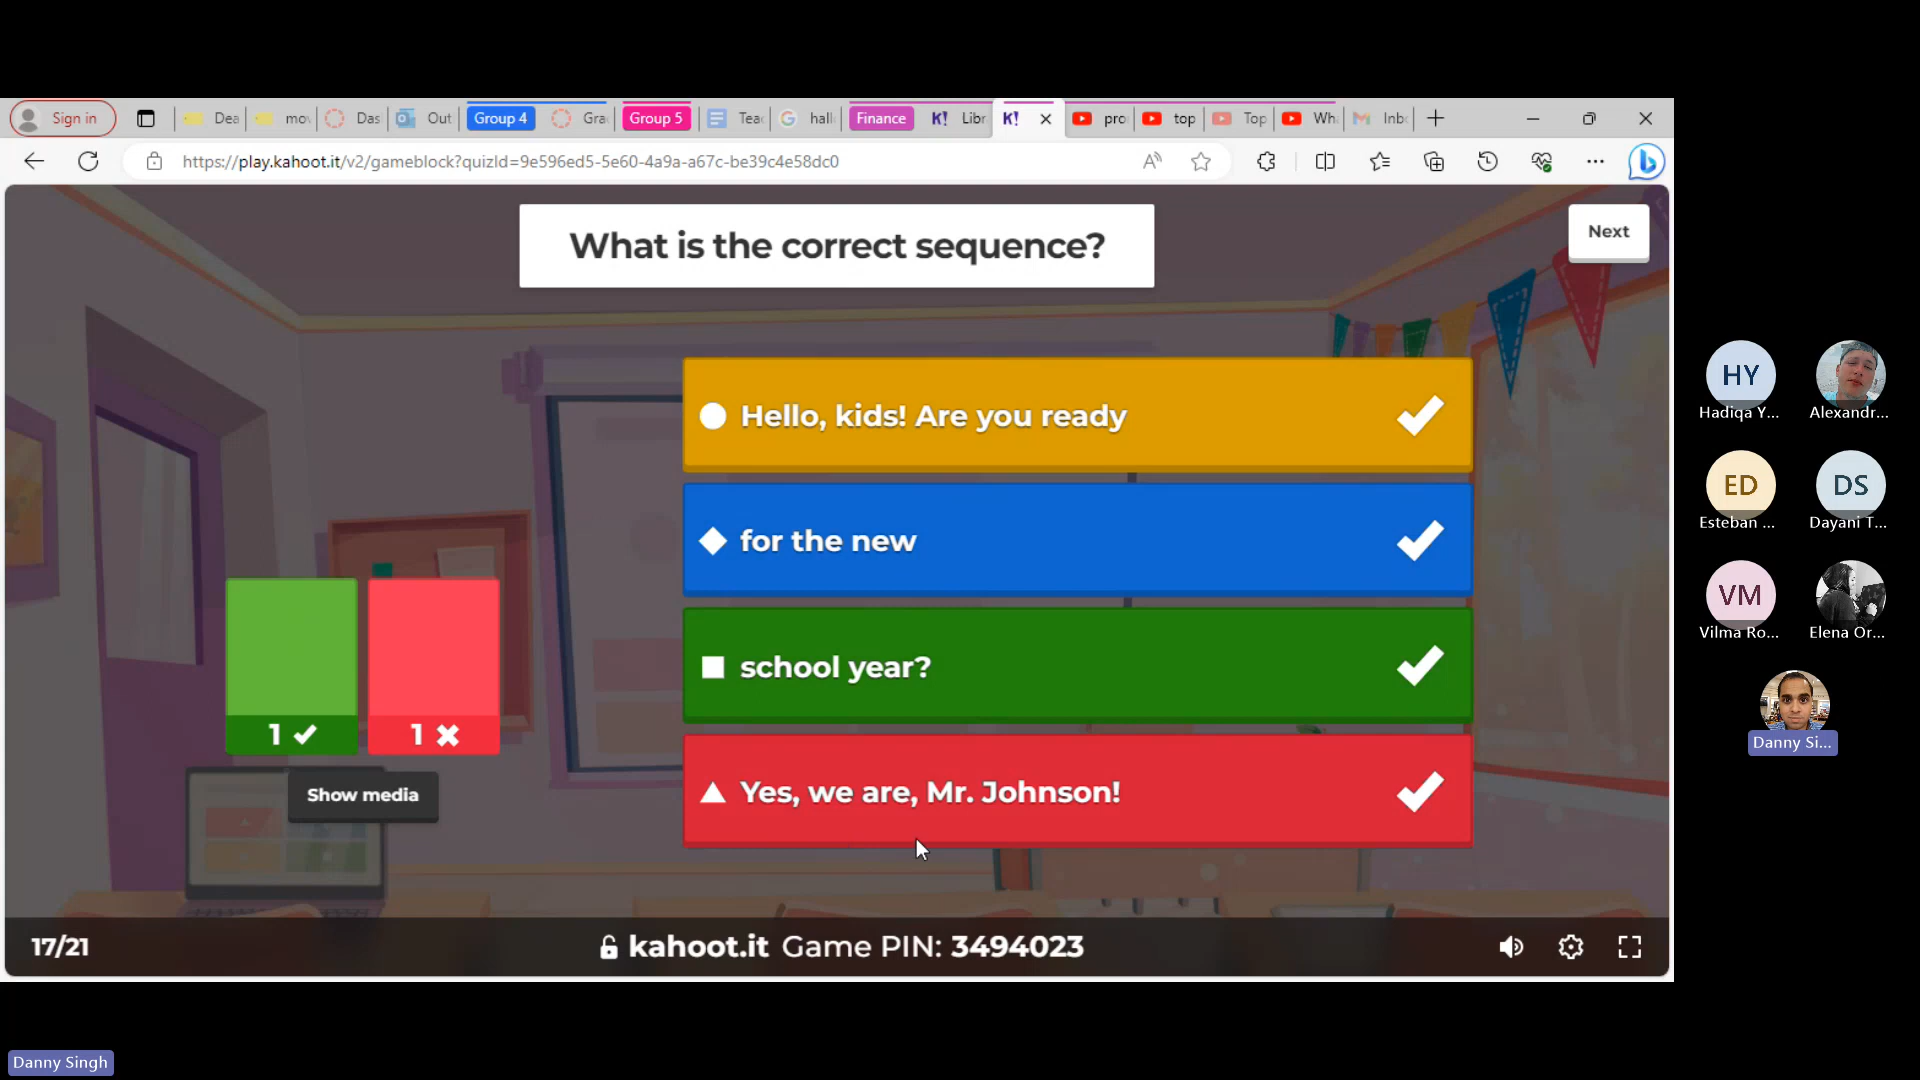 Sign in
Dea
mov
Das
Out
Group 4
Gra
Group 5
Tea
hall
Finance
K! Libr
K!
pro
top
Top
Wh
Inb
https://play.kahoot.it/v2/gameblock?quizId=9e596ed5-5e60-4a9a-a67c-be39c4e58dc0
What is the correct sequence?
Next
Hello, kids! Are you ready
for the new
school year?
Yes, we are, Mr. Johnson!
1
1
Show media
17/21
kahoot.it Game PIN: 3494023
HY
Hadiqa Y...
Alexandr...
ED
Esteban ...
DS
Dayani T...
VM
Vilma Ro...
Elena Or...
Danny Si...
Danny Singh